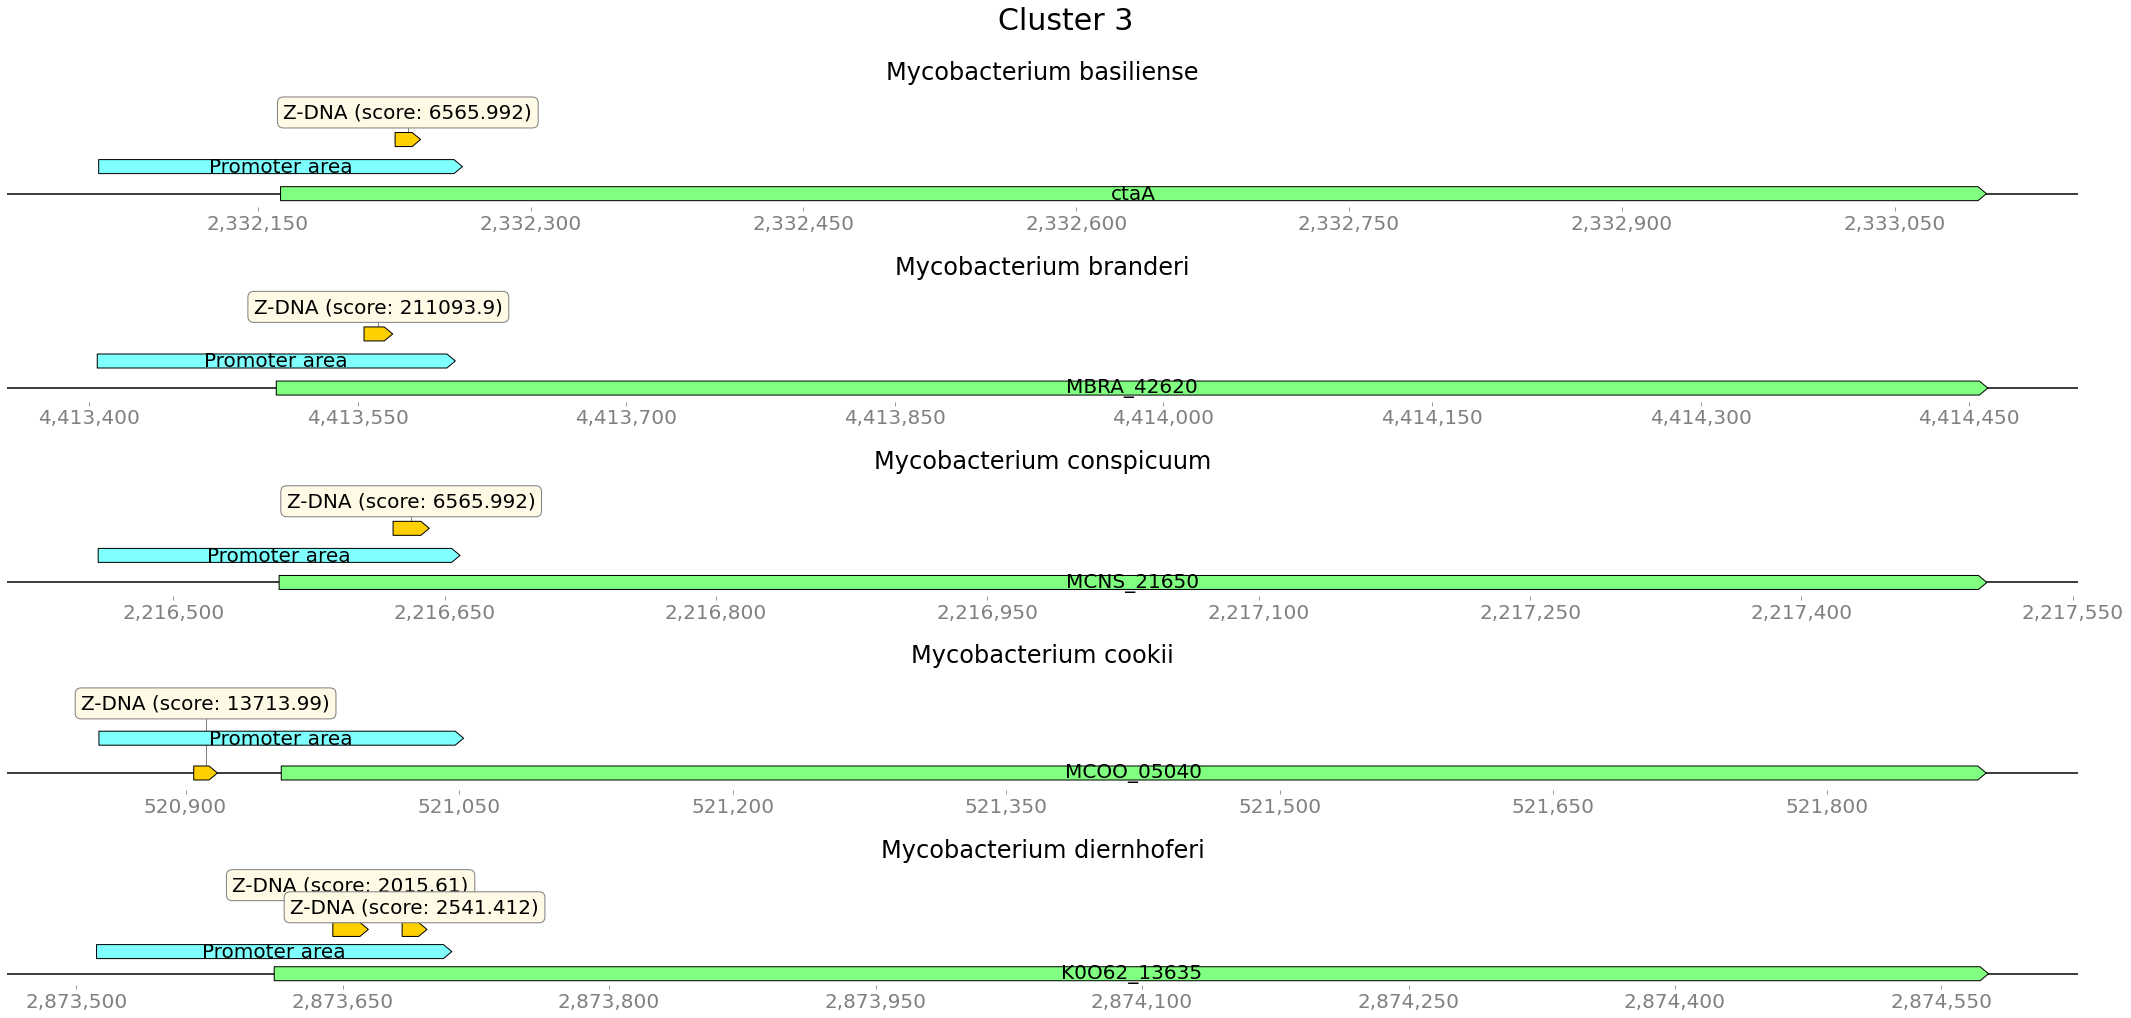 Cluster 3
Mycobacterium basiliense
Z-DNA (score: 6565.992)
Promoter area
ctaA
2,332,150 2,332,300 2,332,450 2,332,600 2,332,750 2,332,900 2,333,050
Mycobacterium branderi
Z-DNA (score: 211093.9)
Promoter area
MBRA_42620
4,413,400 4,413,550 4,413,700 4,413,850 4,414,000 4,414,150 4,414,300 4,414,450
Mycobacterium conspicuum
Z-DNA (score: 6565.992)
Promoter area
MCNS_21650
2,216,500 2,216,650 2,216,800 2,216,950 2,217,100 2,217,250 2,217,400 2,217,550
Mycobacterium cookii
Z-DNA (score: 13713.99)
Promoter area
MCOO_05040
520,900 521,050 521,200 521,350 521,500 521,650 521,800
Mycobacterium diernhoferi
Z-DNA (score: 2015.61)
Z-DNA (score: 2541.412)
Promoter area
K0O62_13635
2,873,500 2,873,650 2,873,800 2,873,950 2,874,100 2,874,250 2,874,400 2,874,550